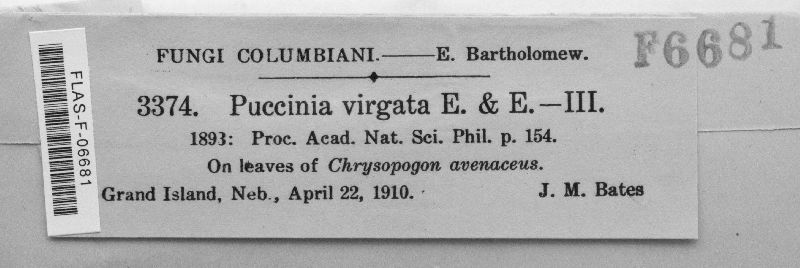 FUNGI COLUMBIANI.——E. Bartholomew.
F6681
3374. Puccinia virgata E. & E.—III.
1893: Proc. Acad. Nat. Sci. Phil. p. 154.
On leaves of Chrysopogon avenaceus.
Grand Island, Neb., April 22, 1910.
J. M. Bates
FLAS-F-06681